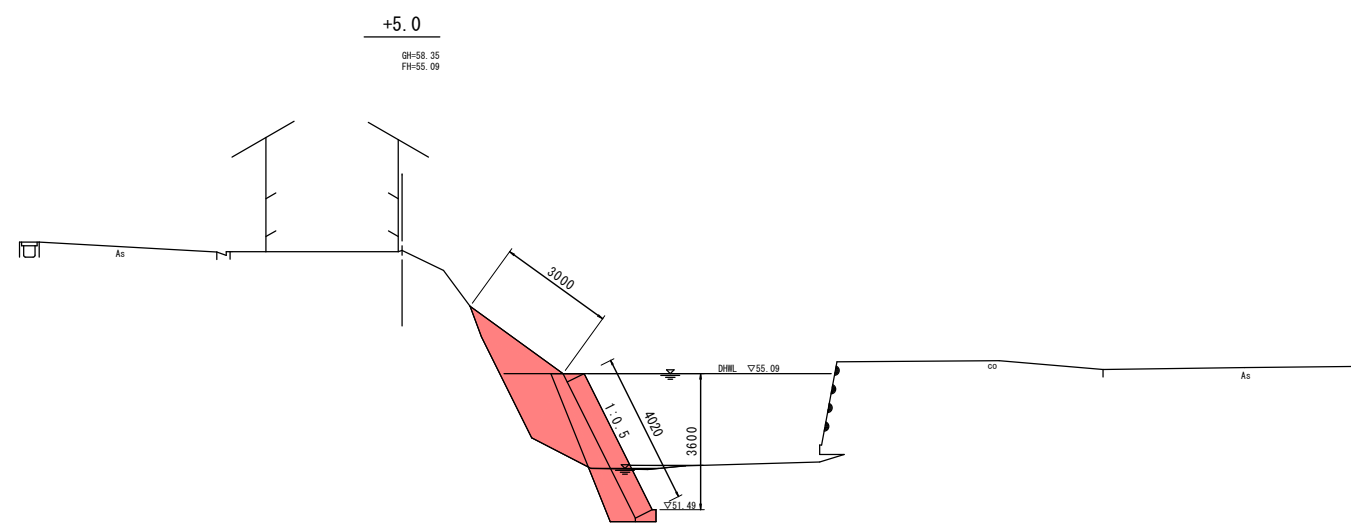 +5.0
GH=58.35
FH=55.09
As
3000
DHWL ▽55.09
co
As
1:0.5
4020
3600
▽51.49